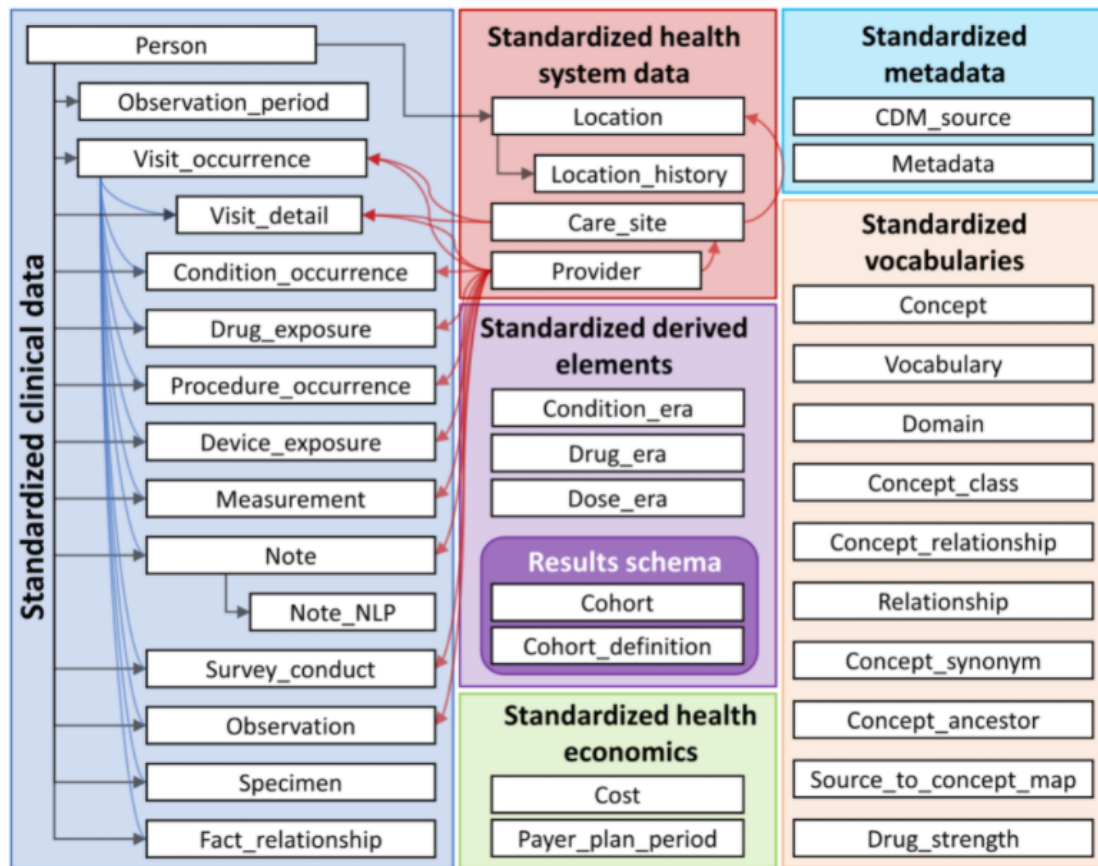 Standardized clinical data
Person
Observation_period
Visit_occurrence
Visit_detail
Condition_occurrence
Drug_exposure
Procedure_occurrence
Device_exposure
Measurement
Note
Note_NLP
Survey_conduct
Observation
Specimen
Fact_relationship
Standardized health
system data
Location
Location_history
Care_site
Provider
Standardized derived
elements
Condition_era
Drug_era
Dose_era
Results schema
Cohort
Cohort_definition
Standardized health
economics
Cost
Payer_plan_period
Standardized
metadata
CDM_source
Metadata
Standardized
vocabularies
Concept
Vocabulary
Domain
Concept_class
Concept_relationship
Relationship
Concept_synonym
Concept_ancestor
Source_to_concept_map
Drug_strength